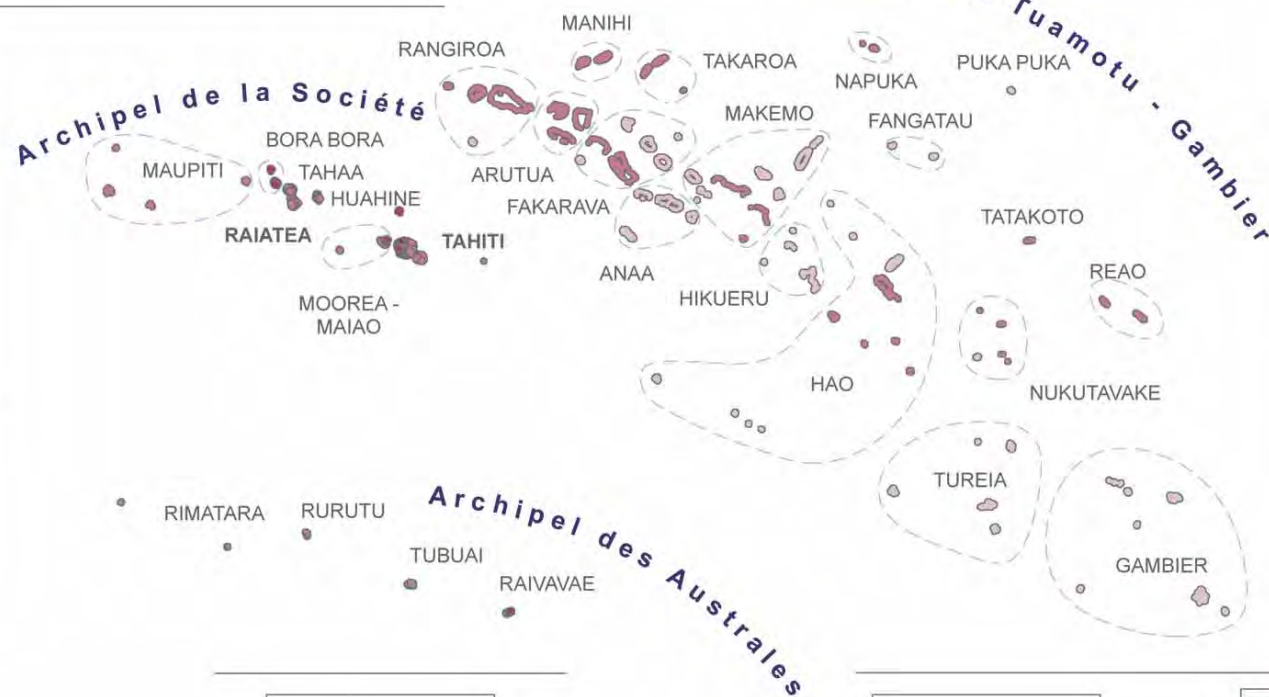 MANIHI
RANGIROA
TAKAROA
NAPUKA
PUKA PUKA
Tuamotu - Gambier
Archipel de la Société
MAKEMO
FANGATAU
BORA BORA
MAUPITI
TAHAA
ARUTUA
HUAHINE
FAKARAVA
TATAKOTO
RAIATEA
TAHITI
ANAA
REAO
HIKUERU
MOOREA -
MAIAO
HAO
NUKUTAVAKE
TUREIA
Archipel des Australes
RIMATARA
RURUTU
TUBUAI
GAMBIER
RAIVAVAE